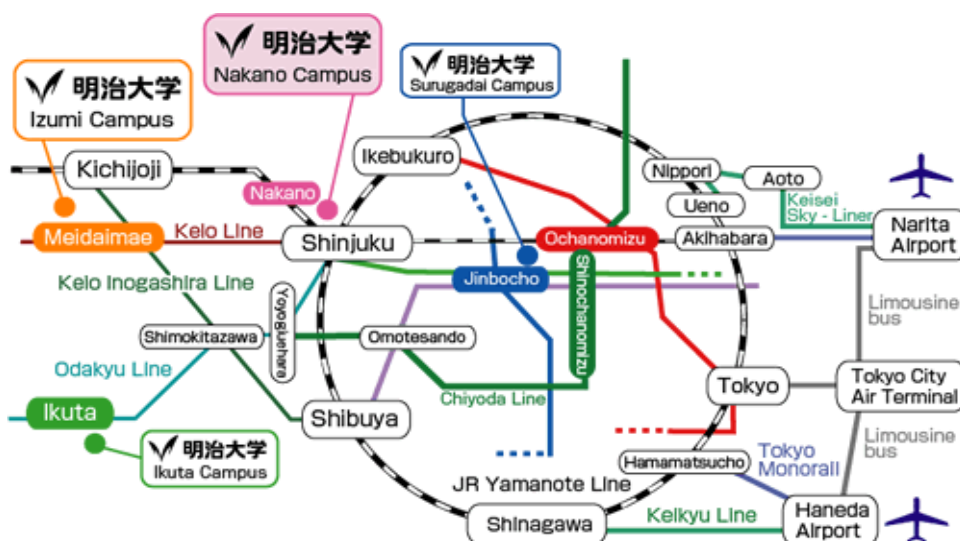 明治大学
Nakano Campus
明治大学
Surugadai Campus
明治大学
Izumi Campus
Kichijoji
Ikebukuro
Nippori
Aoto
Nakano
Ueno
Keisei
Sky - Liner
Narita
Airport
Meidaimae
Keio Line
Shinjuku
Ochanomizu
Akihabara
Keio Inogashira Line
Jinbocho
Shinochanomizu
Yoyogiuehara
Limousine
bus
Shimokitazawa
Omotesando
Odakyu Line
Chiyoda Line
Tokyo
Tokyo City
Air Terminal
Ikuta
Shibuya
明治大学
Ikuta Campus
Limousine
bus
Hamamatsucho
Tokyo
Monorail
JR Yamanote Line
Shinagawa
Keikyu Line
Haneda
Airport